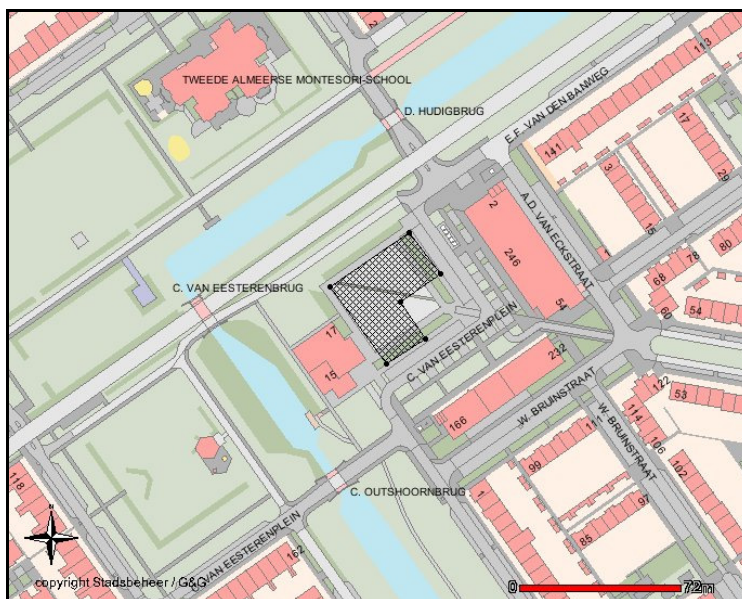 2
113
TWEEDE ALMEERSE MONTESORI-SCHOOL
D. HUDIGBRUG
E.F. VAN DEN BANWEG
141
3
17
29
15
2
A.D. VAN ECKSTRAAT
246
54
1
68
78
80
60
54
C. VAN EESTERENBRUG
17
15
C. VAN EESTERENPLEIN
232
166
W. BRUINSTRAAT
W. BRUINSTRAAT
122
53
114
106
102
111
99
97
85
1
118
C. OUTSHOORNBRUG
C. VAN EESTERENPLEIN
162
copyright Stadsbeheer / G&G
0
72m